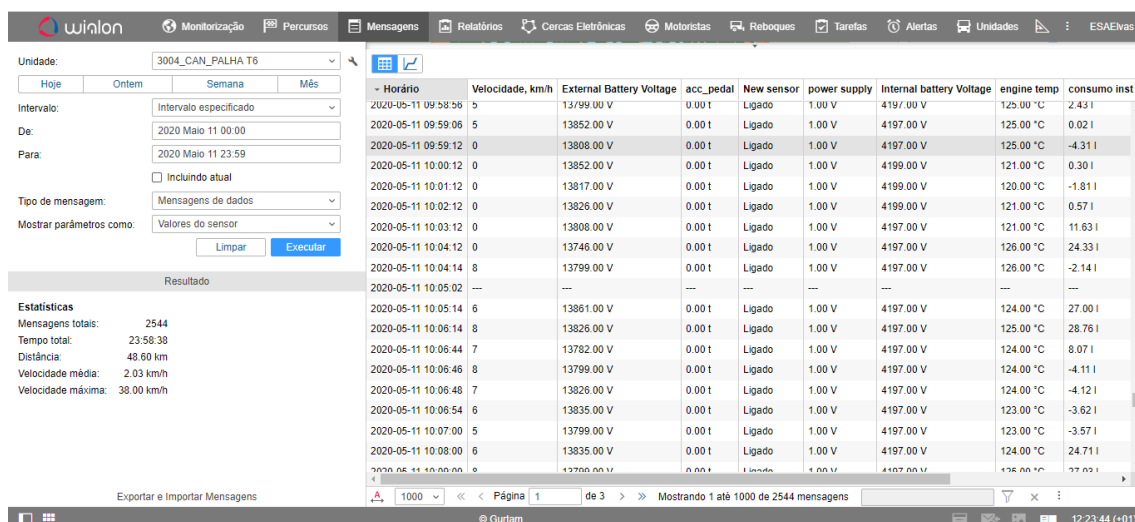 wialon Monitorização Percursos Mensagens Relatórios Cercas Eletrônicas Motoristas Reboques Tarefas Alertas Unidades ESAElvas
Unidade: 3004_CAN_PALHA T6
Hoje Ontem Semana Mês
Intervalo: Intervalo especificado
De: 2020 Maio 11 00:00
Para: 2020 Maio 11 23:59
Incluindo atual
Tipo de mensagem: Mensagens de dados
Mostrar parâmetros como: Valores do sensor
Limpar Executar
Resultado
Estatísticas
Mensagens totais: 2544
Tempo total: 23:58:38
Distância: 48.60 km
Velocidade média: 2.03 km/h
Velocidade máxima: 38.00 km/h
Exportar e Importar Mensagens
Horário Velocidade, km/h External Battery Voltage acc_pedal New sensor power supply Internal battery Voltage engine temp consumo inst
2020-05-11 09:58:56 5 13799.00 V 0.00 t Ligado 1.00 V 4197.00 V 125.00 °C 2.43 l
2020-05-11 09:59:06 5 13852.00 V 0.00 t Ligado 1.00 V 4197.00 V 125.00 °C 0.02 l
2020-05-11 09:59:12 0 13808.00 V 0.00 t Ligado 1.00 V 4197.00 V 125.00 °C -4.31 l
2020-05-11 10:00:12 0 13852.00 V 0.00 t Ligado 1.00 V 4199.00 V 121.00 °C 0.30 l
2020-05-11 10:01:12 0 13817.00 V 0.00 t Ligado 1.00 V 4199.00 V 120.00 °C -1.81 l
2020-05-11 10:02:12 0 13826.00 V 0.00 t Ligado 1.00 V 4199.00 V 121.00 °C 0.57 l
2020-05-11 10:03:12 0 13808.00 V 0.00 t Ligado 1.00 V 4197.00 V 121.00 °C 11.63 l
2020-05-11 10:04:12 0 13746.00 V 0.00 t Ligado 1.00 V 4197.00 V 126.00 °C 24.33 l
2020-05-11 10:04:14 8 13799.00 V 0.00 t Ligado 1.00 V 4197.00 V 126.00 °C -2.14 l
2020-05-11 10:05:02 --- --- --- --- --- --- --- ---
2020-05-11 10:05:14 6 13861.00 V 0.00 t Ligado 1.00 V 4197.00 V 124.00 °C 27.00 l
2020-05-11 10:06:14 8 13826.00 V 0.00 t Ligado 1.00 V 4197.00 V 125.00 °C 28.76 l
2020-05-11 10:06:44 7 13782.00 V 0.00 t Ligado 1.00 V 4197.00 V 124.00 °C 8.07 l
2020-05-11 10:06:46 8 13799.00 V 0.00 t Ligado 1.00 V 4197.00 V 124.00 °C -4.11 l
2020-05-11 10:06:48 7 13826.00 V 0.00 t Ligado 1.00 V 4197.00 V 124.00 °C -4.12 l
2020-05-11 10:06:54 6 13835.00 V 0.00 t Ligado 1.00 V 4197.00 V 123.00 °C -3.62 l
2020-05-11 10:07:00 5 13799.00 V 0.00 t Ligado 1.00 V 4197.00 V 123.00 °C -3.57 l
2020-05-11 10:08:00 6 13835.00 V 0.00 t Ligado 1.00 V 4197.00 V 124.00 °C 24.71 l
1000 Página 1 de 3 Mostrando 1 até 1000 de 2544 mensagens
© Gurtam 12:23:44 (+01)